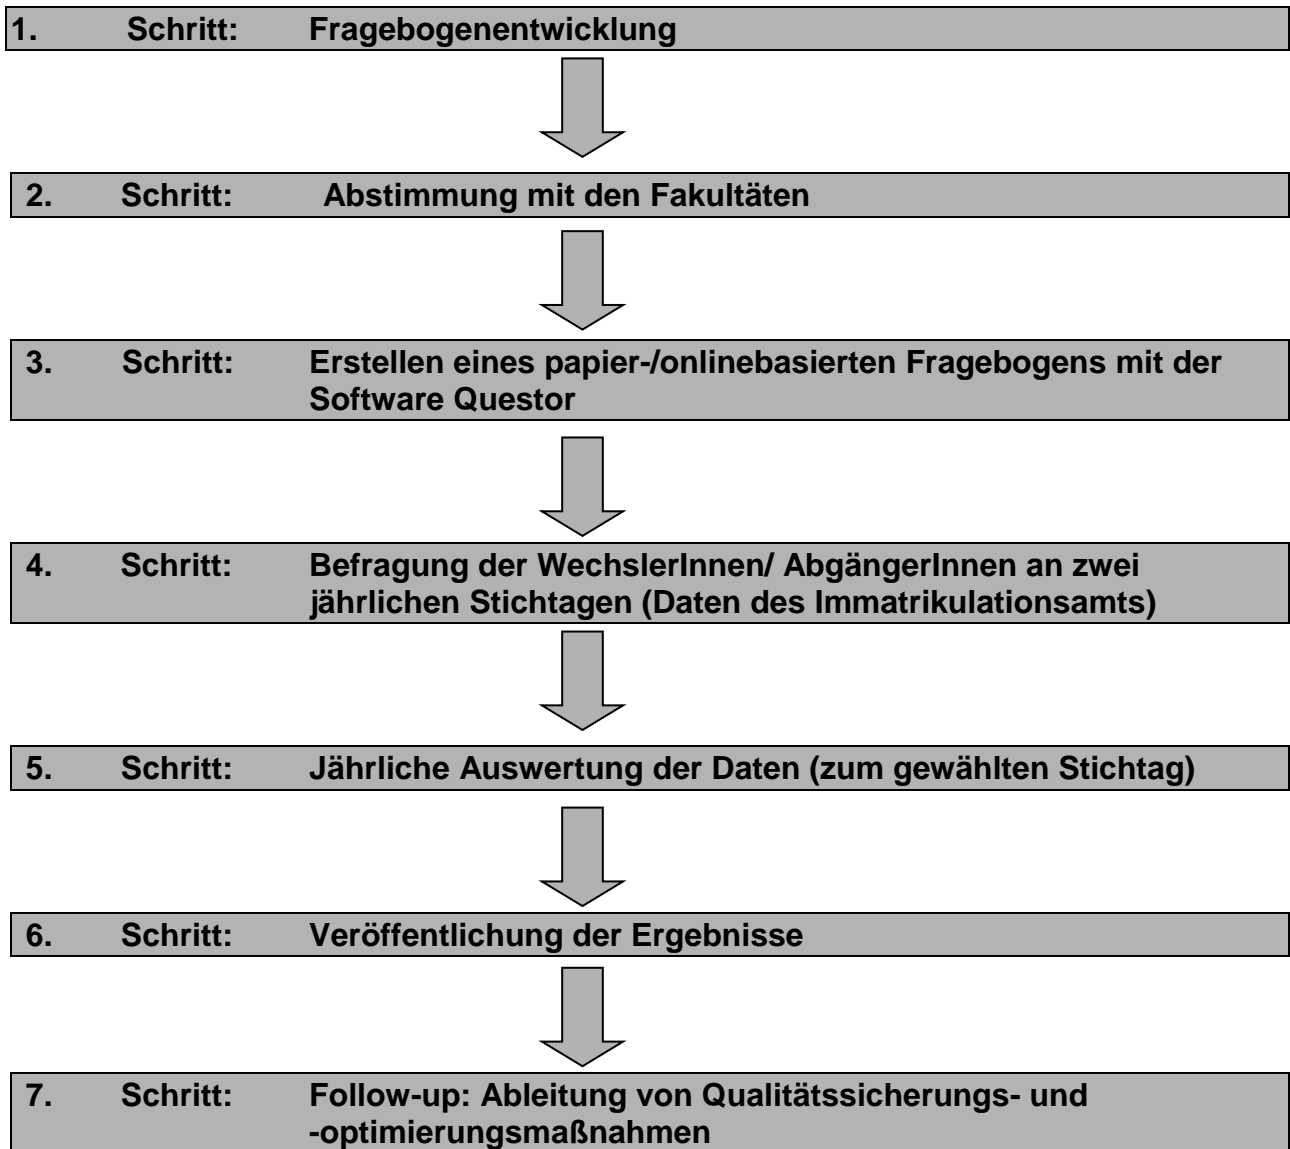 1. Schritt: Fragebogenentwicklung
2. Schritt: Abstimmung mit den Fakultäten
3. Schritt: Erstellen eines papier-/onlinebasierten Fragebogens mit der
Software Questor
4. Schritt: Befragung der WechslerInnen/ AbgängerInnen an zwei
jährlichen Stichtagen (Daten des Immatrikulationsamts)
5. Schritt: Jährliche Auswertung der Daten (zum gewählten Stichtag)
6. Schritt: Veröffentlichung der Ergebnisse
7. Schritt: Follow-up: Ableitung von Qualitätssicherungs- und
-optimierungsmaßnahmen